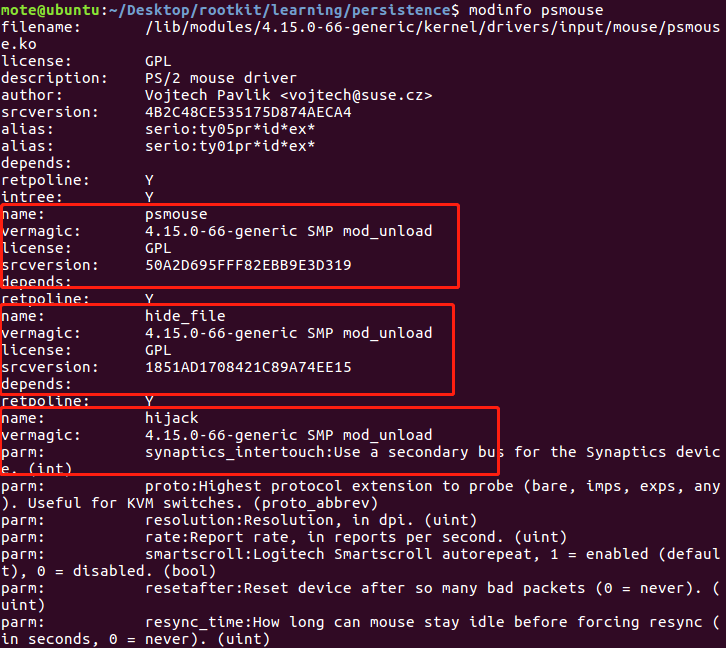 mote@ubuntu:~/Desktop/rootkit/learning/persistence$ modinfo psmouse
filename:       /lib/modules/4.15.0-66-generic/kernel/drivers/input/mouse/psmous
e.ko
license:        GPL
description:    PS/2 mouse driver
author:         Vojtech Pavlik <vojtech@suse.cz>
srcversion:     4B2C48CE535175D874AECA4
alias:          serio:ty05pr*id*ex*
alias:          serio:ty01pr*id*ex*
depends:
retpoline:      Y
intree:         Y
name:           psmouse
vermagic:       4.15.0-66-generic SMP mod_unload
license:        GPL
srcversion:     50A2D695FFF82EBB9E3D319
depends:
retpoline:      Y
name:           hide_file
vermagic:       4.15.0-66-generic SMP mod_unload
license:        GPL
srcversion:     1851AD1708421C89A74EE15
depends:
retpoline:      Y
name:           hijack
vermagic:       4.15.0-66-generic SMP mod_unload
parm:           synaptics_intertouch:Use a secondary bus for the Synaptics devic
e. (int)
parm:           proto:Highest protocol extension to probe (bare, imps, exps, any
). Useful for KVM switches. (proto_abbrev)
parm:           resolution:Resolution, in dpi. (uint)
parm:           rate:Report rate, in reports per second. (uint)
parm:           smartscroll:Logitech Smartscroll autorepeat, 1 = enabled (defaul
t), 0 = disabled. (bool)
parm:           resetafter:Reset device after so many bad packets (0 = never). (
uint)
parm:           resync_time:How long can mouse stay idle before forcing resync (
in seconds, 0 = never). (uint)